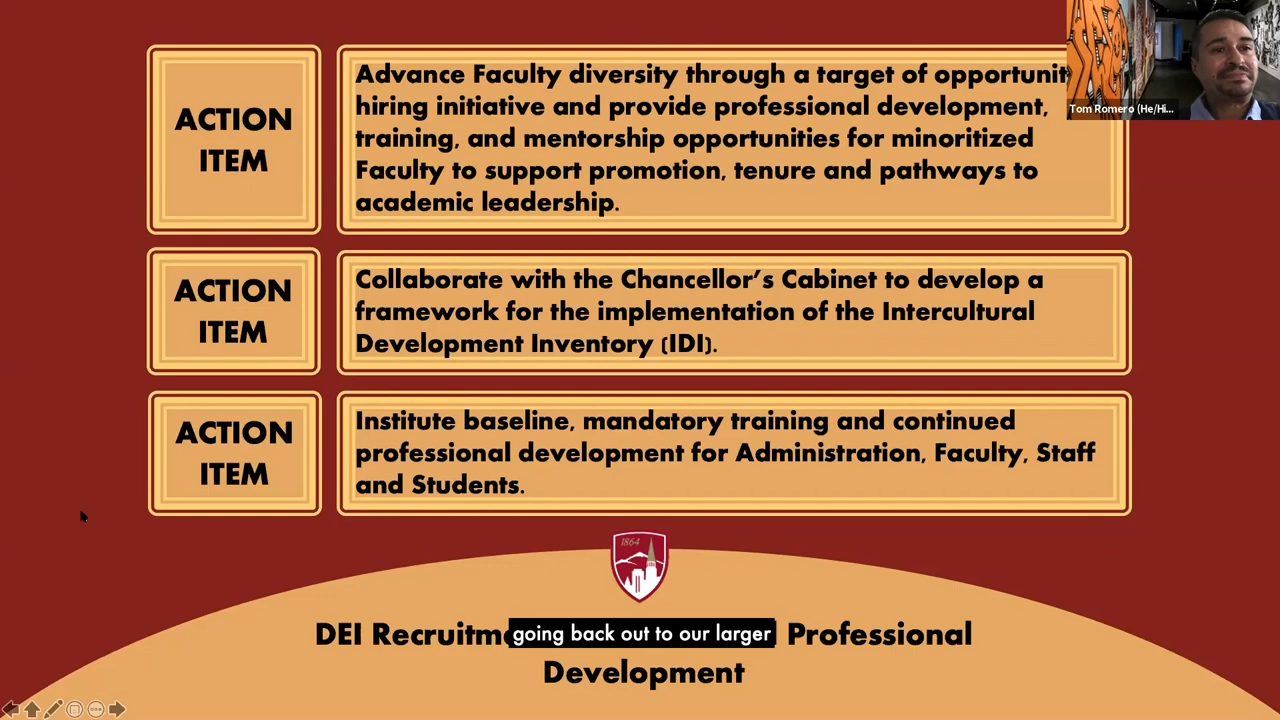 ACTION
ITEM
Advance Faculty diversity through a target of opportunit
hiring initiative and provide professional development,
training, and mentorship opportunities for minoritized
Faculty to support promotion, tenure and pathways to
academic leadership.
Tom Romero (He/Hi...
ACTION
ITEM
Collaborate with the Chancellor’s Cabinet to develop a
framework for the implementation of the Intercultural
Development Inventory (IDI).
ACTION
ITEM
Institute baseline, mandatory training and continued
professional development for Administration, Faculty, Staff
and Students.
1864
DEI Recruitm
going back out to our larger
Professional
Development